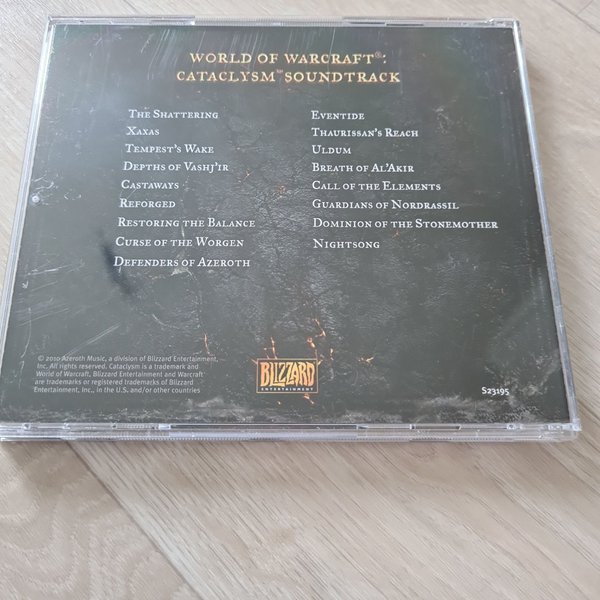 WORLD OF WARCRAFT®:
CATACLYSM™ SOUNDTRACK
THE SHATTERING
XAXAS
TEMPEST'S WAKE
DEPTHS OF VASHJ'IR
CASTAWAYS
REFORGED
RESTORING THE BALANCE
CURSE OF THE WORGEN
DEFENDERS OF AZEROTH
EVENTIDE
THAURISSAN'S REACH
ULDUM
BREATH OF AL'AKIR
CALL OF THE ELEMENTS
GUARDIANS OF NORDRASSIL
DOMINION OF THE STONEMOTHER
NIGHTSONG
© 2010 Azeroth Music, a division of Blizzard Entertainment,
Inc. All rights reserved. Cataclysm is a trademark and
World of Warcraft, Blizzard Entertainment and Warcraft
are trademarks or registered trademarks of Blizzard
Entertainment, Inc., in the U.S. and/or other countries
BLIZZARD
ENTERTAINMENT
S23195